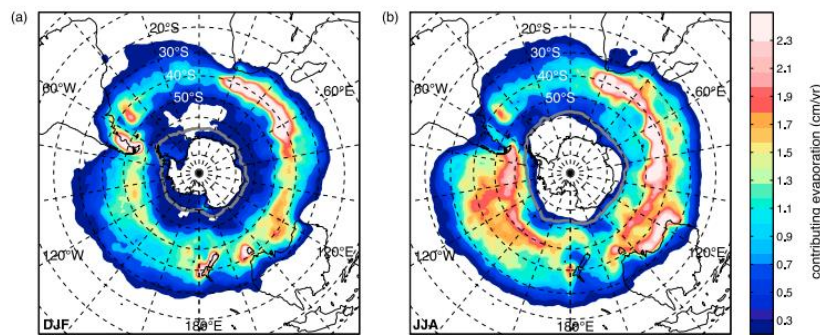 (a)
20°S
30°S
40°S
50°S
60°W
60°E
120°W
120°E
180°E
DJF
(b)
20°S
30°S
40°S
50°S
60°W
60°E
120°W
120°E
180°E
JJA
2.3
2.1
1.9
1.7
1.5
1.3
1.1
0.9
0.7
0.5
0.3
contributing evaporation (cm/yr)